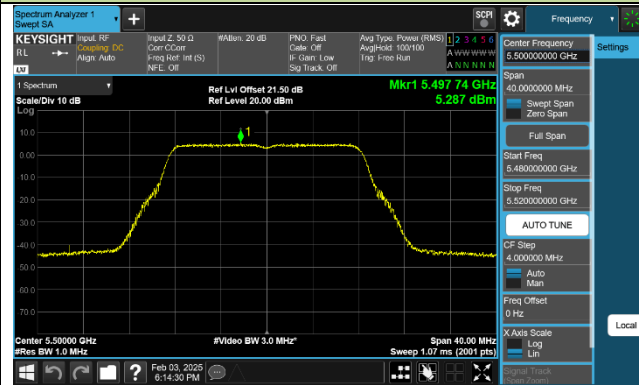 Spectrum Analyzer 1
Swept SA
SCPI
Frequency
KEYSIGHT
RL
Input: RF
Coupling: DC
Align: Auto
Input Z: 50 Ω
Corr CCorr
Freq Ref: Int (S)
NFE: Off
#Atten: 20 dB
PNO: Fast
Gate: Off
IF Gain: Low
Sig Track: Off
Avg Type: Power (RMS)
Avg|Hold: 100/100
Trig: Free Run
1 2 3 4 5 6
A W W W W W
A N N N N N
1 Spectrum
Scale/Div 10 dB
Log
Ref Lvl Offset 21.50 dB
Ref Level 20.00 dBm
Mkr1 5.497 74 GHz
5.287 dBm
1
10.0
0.00
-10.0
-20.0
-30.0
-40.0
-50.0
-60.0
-70.0
Center 5.50000 GHz
#Res BW 1.0 MHz
#Video BW 3.0 MHz*
Span 40.00 MHz
Sweep 1.07 ms (2001 pts)
Center Frequency
5.500000000 GHz
Span
40.0000000 MHz
Swept Span
Zero Span
Full Span
Start Freq
5.480000000 GHz
Stop Freq
5.520000000 GHz
AUTO TUNE
CF Step
4.000000 MHz
Auto
Man
Freq Offset
0 Hz
X Axis Scale
Log
Lin
Signal Track
(Span Zoom)
Settings
Local
Feb 03, 2025
6:14:30 PM